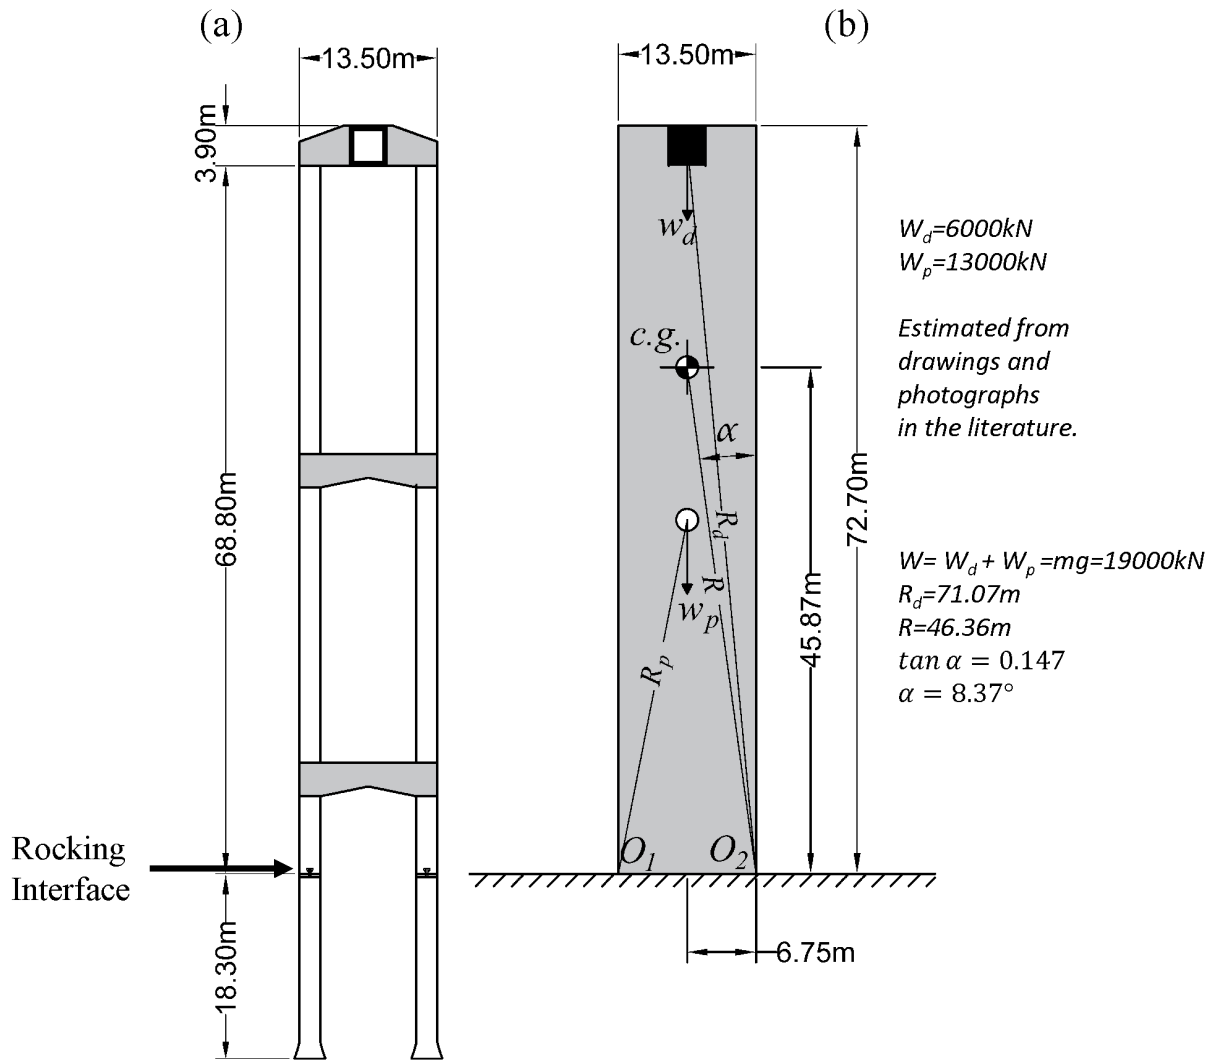 (a)
(b)
13.50m
13.50m
3.90m
w_d
W_d=6000kN
W_p=13000kN
c.g.
Estimated from
drawings and
photographs
in the literature.
α
68.80m
R_d
72.70m
R
45.87m
w_p
R_p
W= W_d + W_p =mg=19000kN
R_d=71.07m
R=46.36m
tan α = 0.147
α = 8.37°
Rocking
Interface
O_1
O_2
18.30m
6.75m